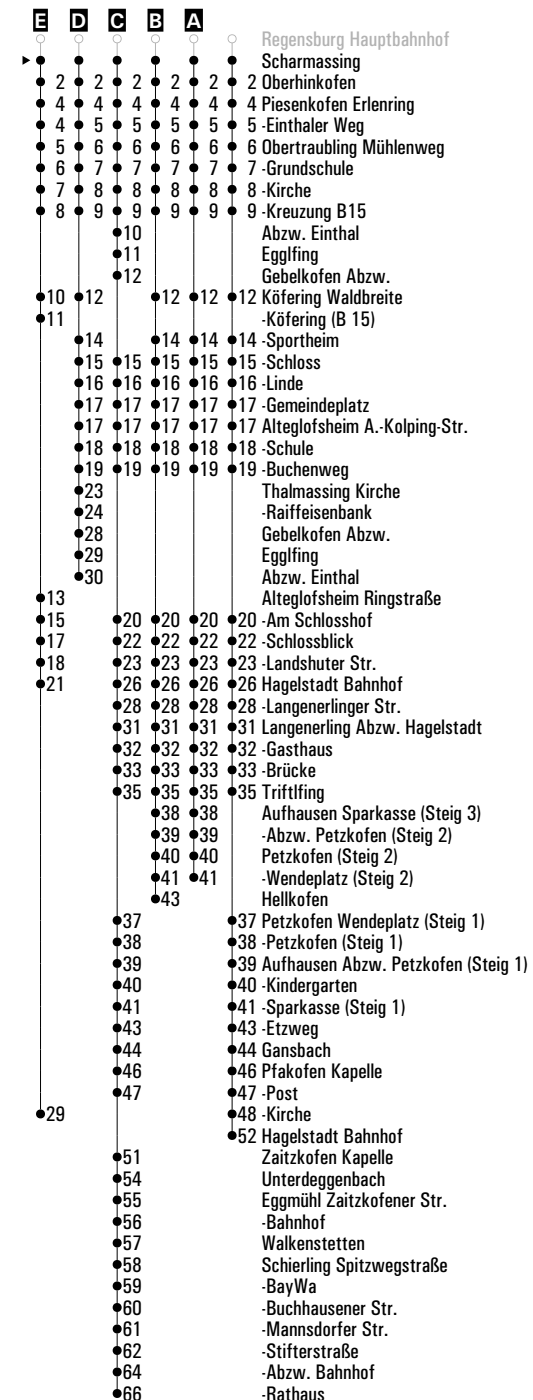 E D C B A
Regensburg Hauptbahnhof
Scharmassing
2 2 2 2 2 2 Oberhinkofen
4 4 4 4 4 4 Piesenkofen Erlenring
4 5 5 5 5 5 -Einthaler Weg
5 6 6 6 6 6 Obertraubling Mühlenweg
6 7 7 7 7 7 -Grundschule
7 8 8 8 8 8 -Kirche
8 9 9 9 9 9 -Kreuzung B15
10 Abzw. Einthal
11 Egglfing
12 Gebelkofen Abzw.
10 12 12 12 12 Köfering Waldbreite
11 -Köfering (B 15)
14 14 14 14 -Sportheim
15 15 15 15 15 -Schloss
16 16 16 16 16 -Linde
17 17 17 17 17 -Gemeindeplatz
17 17 17 17 17 Alteglofsheim A.-Kolping-Str.
18 18 18 18 18 -Schule
19 19 19 19 19 -Buchenweg
23 Thalmassing Kirche
24 -Raiffeisenbank
28 Gebelkofen Abzw.
29 Egglfing
30 Abzw. Einthal
13 Alteglofsheim Ringstraße
15 20 20 20 20 -Am Schlosshof
17 22 22 22 22 -Schlossblick
18 23 23 23 23 -Landshuter Str.
21 26 26 26 26 Hagelstadt Bahnhof
28 28 28 28 -Langenerlinger Str.
31 31 31 31 Langenerling Abzw. Hagelstadt
32 32 32 32 -Gasthaus
33 33 33 33 -Brücke
35 35 35 35 Triftlfing
38 38 Aufhausen Sparkasse (Steig 3)
39 39 -Abzw. Petzkofen (Steig 2)
40 40 Petzkofen (Steig 2)
41 41 -Wendeplatz (Steig 2)
43 Hellkofen
37 37 Petzkofen Wendeplatz (Steig 1)
38 38 -Petzkofen (Steig 1)
39 39 Aufhausen Abzw. Petzkofen (Steig 1)
40 40 -Kindergarten
41 41 -Sparkasse (Steig 1)
43 43 -Etzweg
44 44 Gansbach
46 46 Pfakofen Kapelle
47 47 -Post
29 48 -Kirche
52 Hagelstadt Bahnhof
51 Zaitzkofen Kapelle
54 Unterdeggenbach
55 Eggmühl Zaitzkofener Str.
56 -Bahnhof
57 Walkenstetten
58 Schierling Spitzwegstraße
59 -BayWa
60 -Buchhausener Str.
61 -Mannsdorfer Str.
62 -Stifterstraße
64 -Abzw. Bahnhof
66 -Rathaus